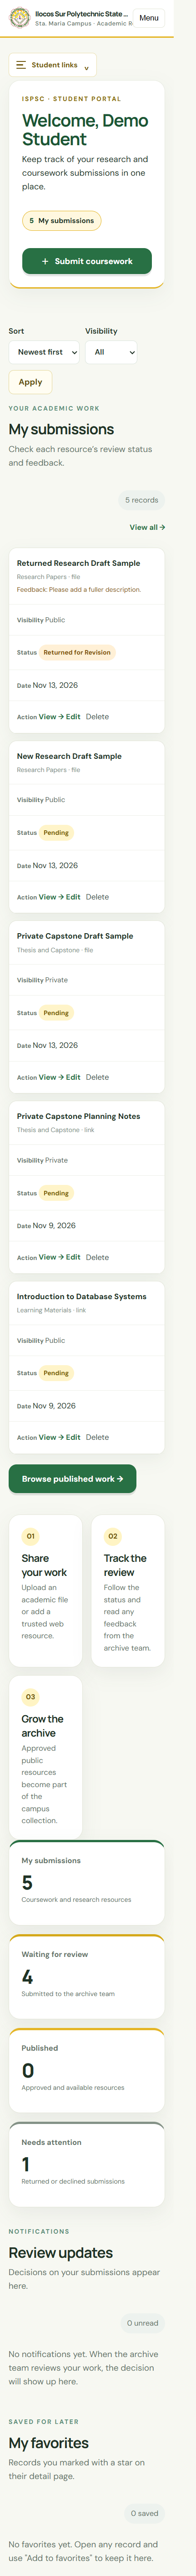 Ilocos Sur Polytechnic State ...
Sta. Maria Campus · Academic R
Menu
Student links
v
ISPSC · STUDENT PORTAL
Welcome, Demo
Student
Keep track of your research and
coursework submissions in one
place.
5 My submissions
+ Submit coursework
Sort
Visibility
Newest first
All
Apply
YOUR ACADEMIC WORK
My submissions
Check each resource's review status
and feedback.
5 records
View all →
Returned Research Draft Sample
Research Papers · file
Feedback: Please add a fuller description.
Visibility Public
Status Returned for Revision
Date Nov 13, 2026
Action View → Edit Delete
New Research Draft Sample
Research Papers · file
Visibility Public
Status Pending
Date Nov 13, 2026
Action View → Edit Delete
Private Capstone Draft Sample
Thesis and Capstone · file
Visibility Private
Status Pending
Date Nov 13, 2026
Action View → Edit Delete
Private Capstone Planning Notes
Thesis and Capstone · link
Visibility Private
Status Pending
Date Nov 9, 2026
Action View → Edit Delete
Introduction to Database Systems
Learning Materials · link
Visibility Public
Status Pending
Date Nov 9, 2026
Action View → Edit Delete
Browse published work →
01
Share
your work
Upload an
academic file
or add a
trusted web
resource.
02
Track the
review
Follow the
status and
read any
feedback
from the
archive team.
03
Grow the
archive
Approved
public
resources
become part
of the
campus
collection.
My submissions
5
Coursework and research resources
Waiting for review
4
Submitted to the archive team
Published
0
Approved and available resources
Needs attention
1
Returned or declined submissions
NOTIFICATIONS
Review updates
Decisions on your submissions appear
here.
0 unread
No notifications yet. When the archive
team reviews your work, the decision
will show up here.
SAVED FOR LATER
My favorites
Records you marked with a star on
their detail page.
0 saved
No favorites yet. Open any record and
use "Add to favorites" to keep it here.